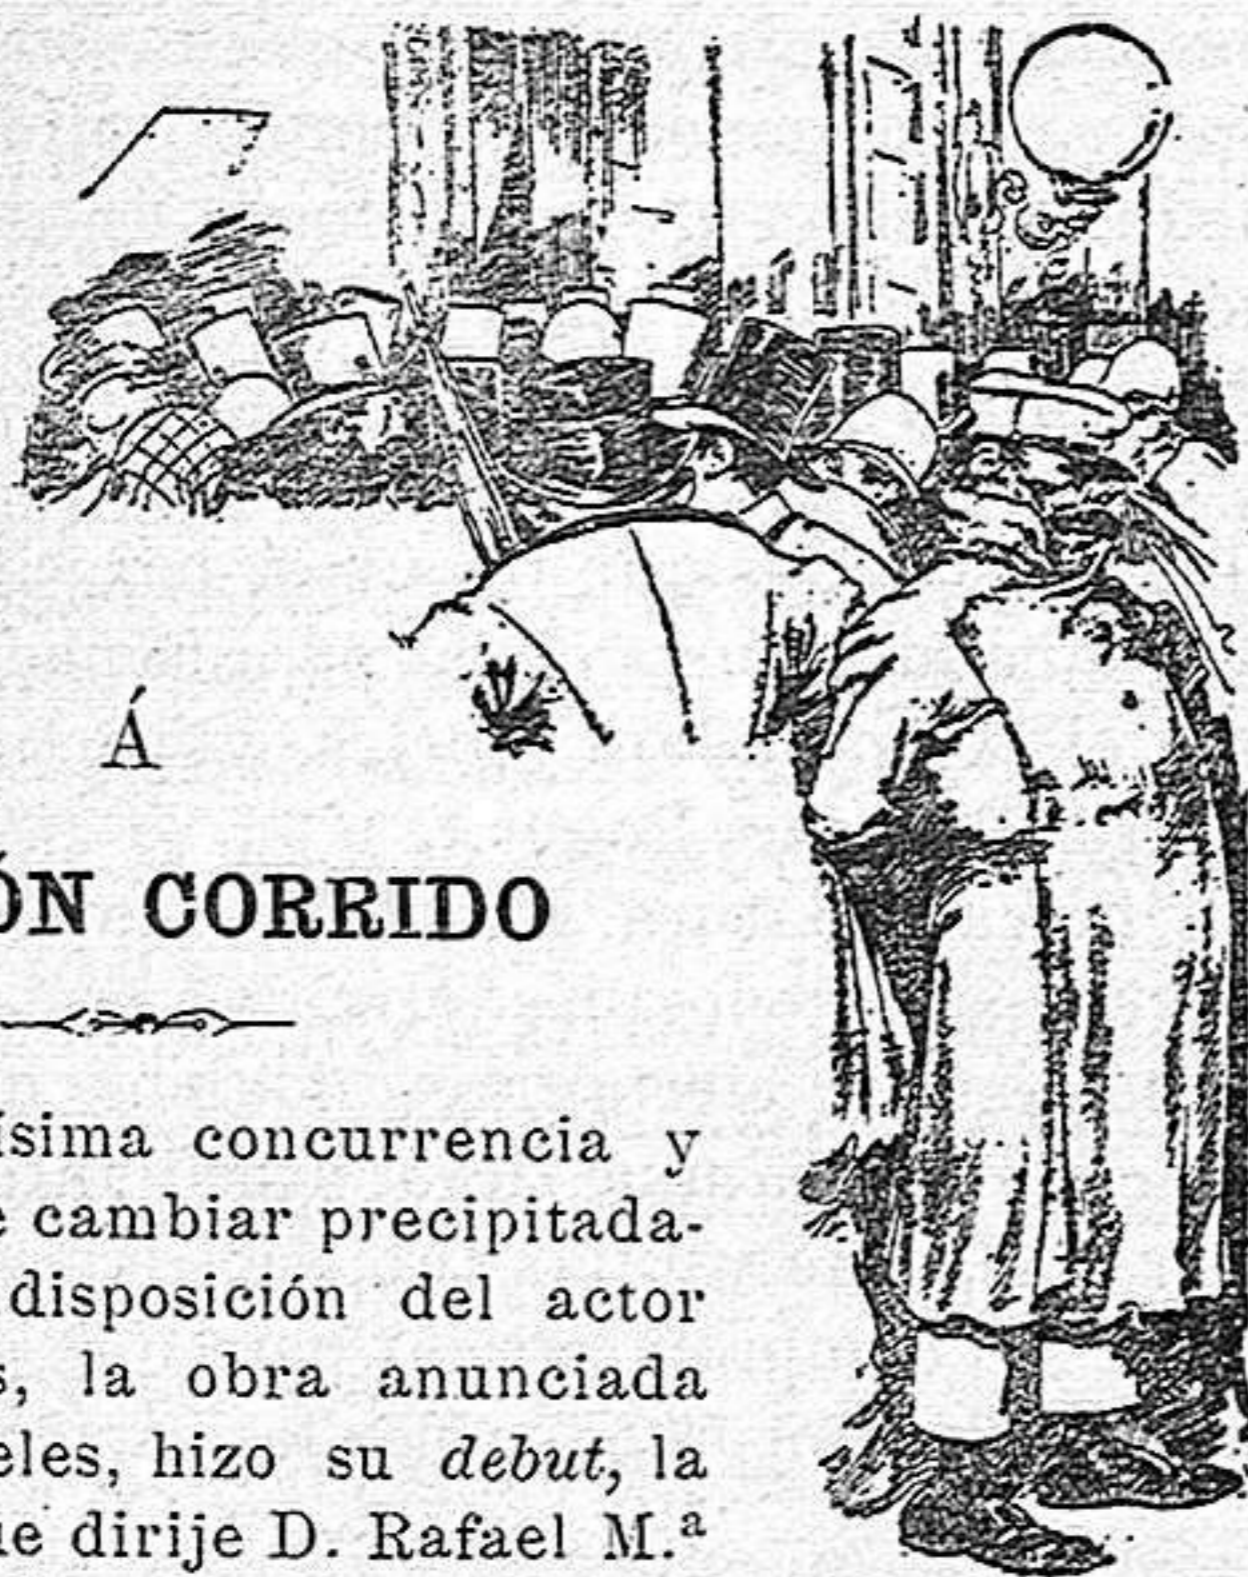 Á
ÓN CORRIDO
ísima concurrencia y
e cambiar precipitada-
disposición del actor
s, la obra anunciada
eles, hizo su debut, la
ue dirije D. Rafael M.ª